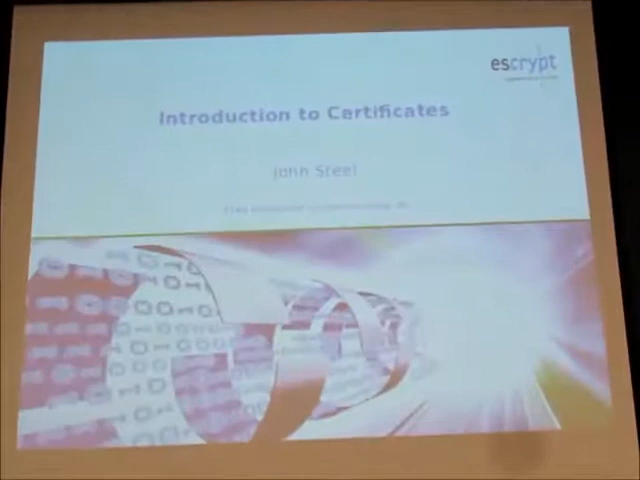 escrypt
Introduction to Certificates
John Steel